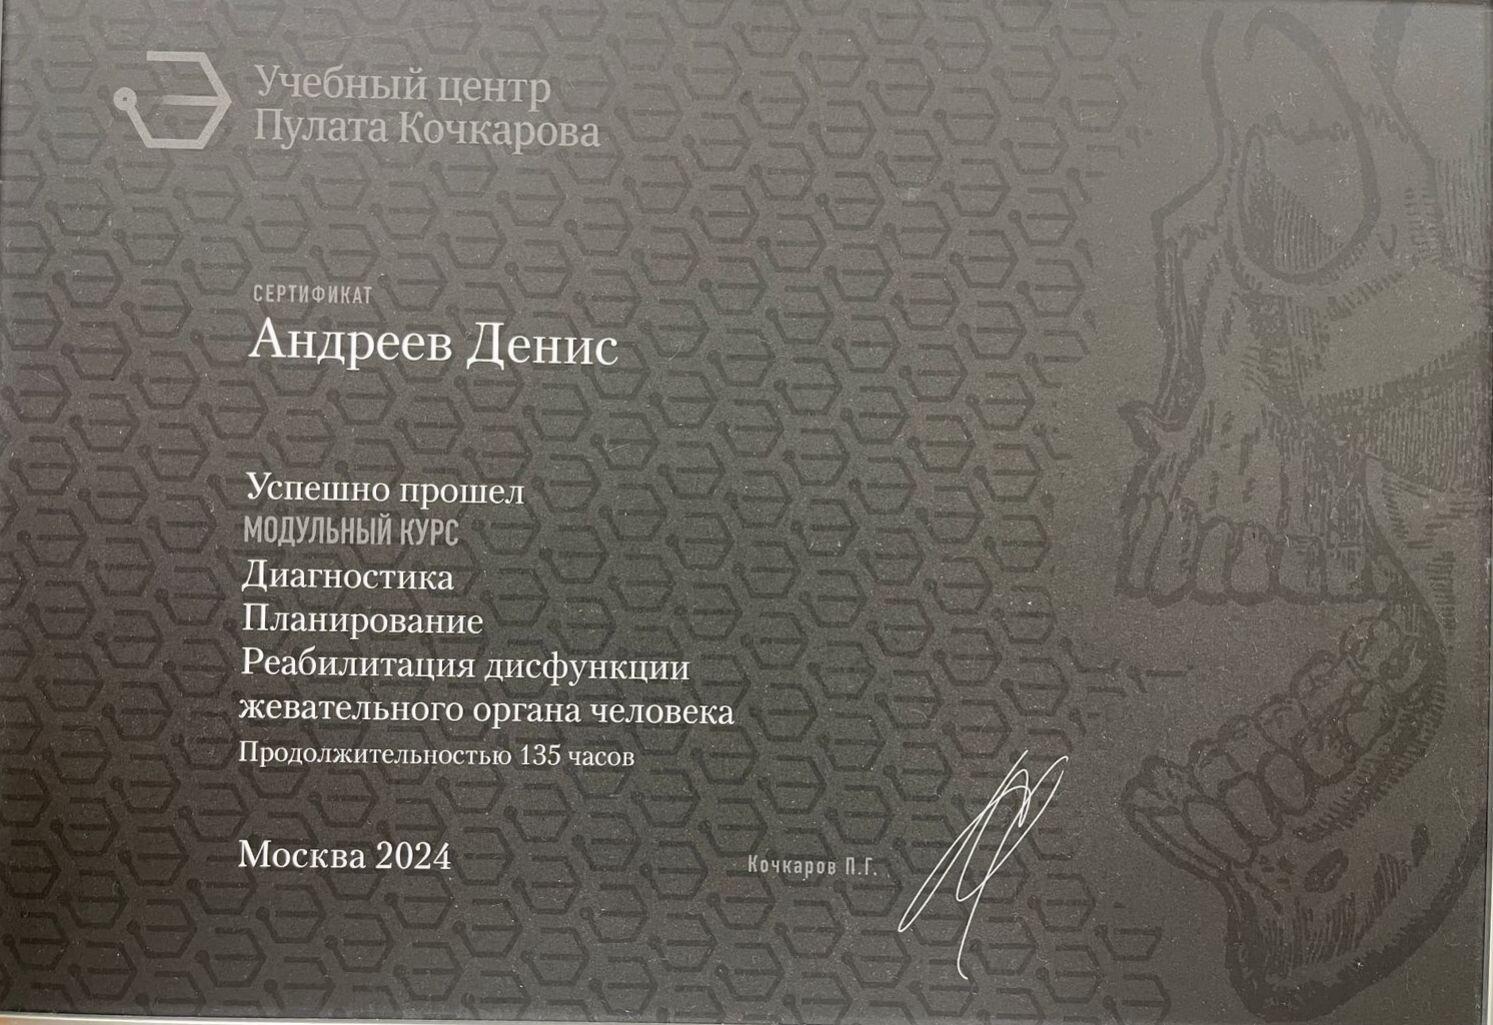 Учебный центр
Пулата Кочкарова
СЕРТИФИКАТ
Андреев Денис
Успешно прошел
МОДУЛЬНЫЙ КУРС
Диагностика
Планирование
Реабилитация дисфункции
жевательного органа человека
Продолжительностью 135 часов
Москва 2024
Кочкаров П.Г.